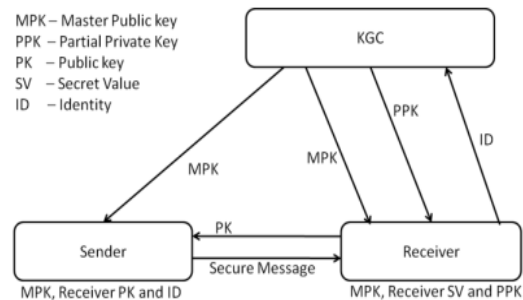 MPK – Master Public key
PPK – Partial Private Key
PK – Public key
SV – Secret Value
ID – Identity
KGC
MPK
MPK
PPK
ID
Sender
PK
Secure Message
Receiver
MPK, Receiver PK and ID
MPK, Receiver SV and PPK